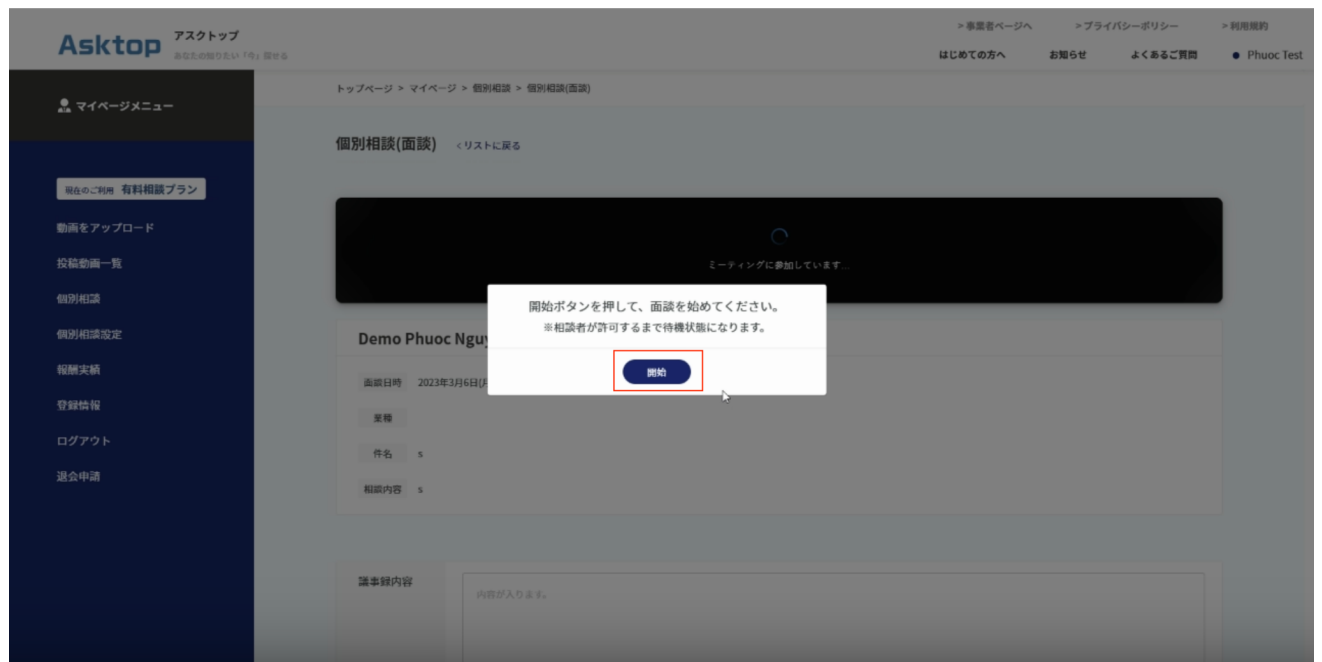 Asktop アスクトップ
あなたの知りたい「今」探せる
> 事業者ページへ > プライバシーポリシー > 利用規約
はじめての方へ お知らせ よくあるご質問 Phuoc Test
マイページメニュー
現在のご利用 有料相談プラン
動画をアップロード
投稿動画一覧
個別相談
個別相談設定
報酬実績
登録情報
ログアウト
退会申請
トップページ > マイページ > 個別相談 > 個別相談(面談)
個別相談(面談) <リストに戻る
ミーティングに参加しています...
開始ボタンを押して、面談を始めてください。
※相談者が許可するまで待機状態になります。
開始
Demo Phuoc
面談日時 2023年3月6日
業種
件名 s
相談内容 s
議事録内容
内容が入ります。